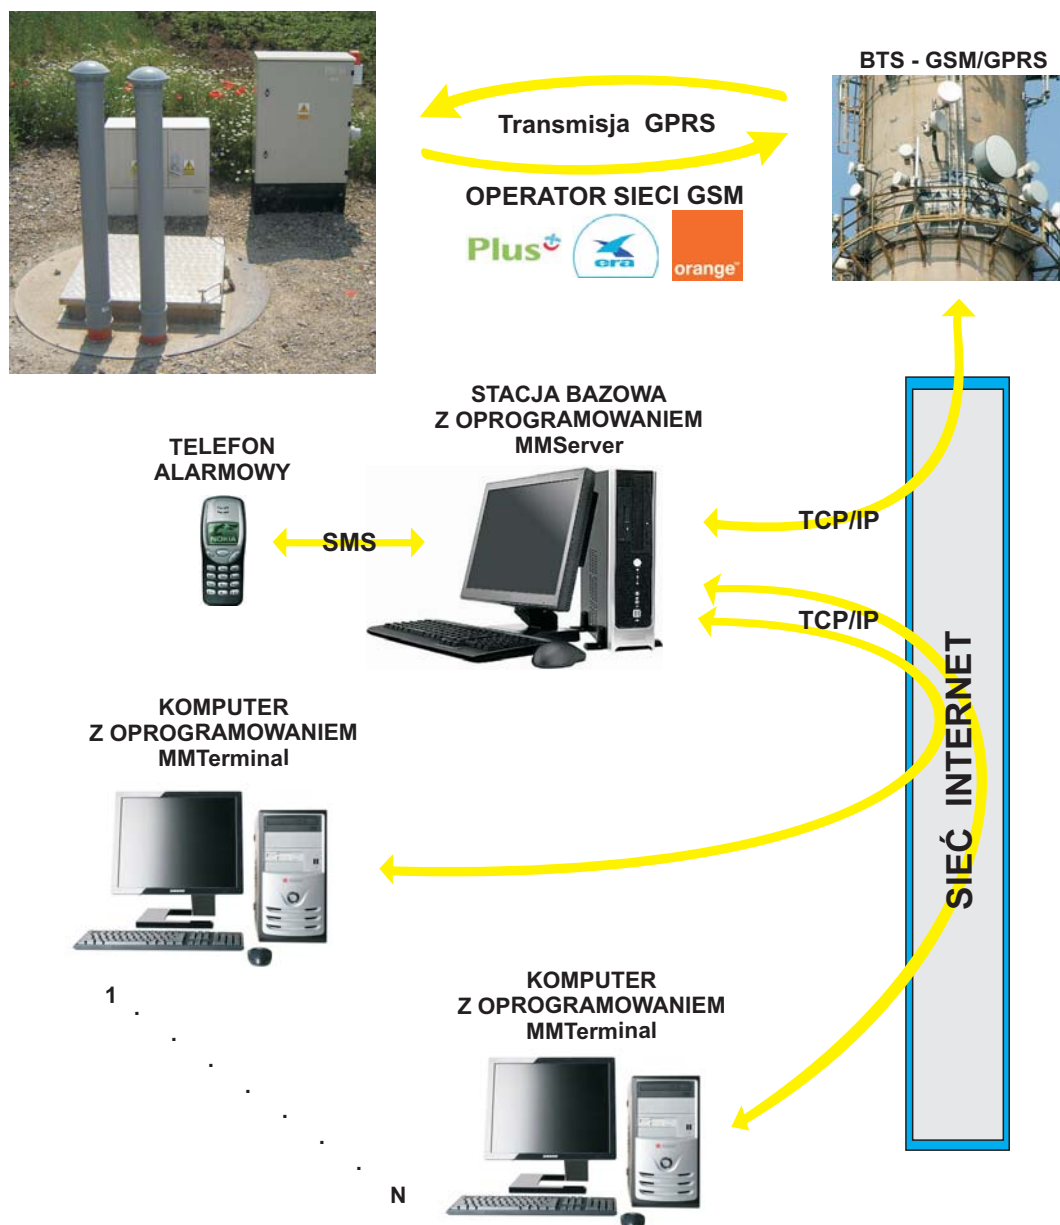 BTS - GSM/GPRS
Transmisja GPRS
OPERATOR SIECI GSM
Plus
era
orange™
STACJA BAZOWA
Z OPROGRAMOWANIEM
MMServer
TELEFON
ALARMOWY
NOKIA
SMS
TCP/IP
TCP/IP
SIEĆ INTERNET
KOMPUTER
Z OPROGRAMOWANIEM
MMTerminal
1
KOMPUTER
Z OPROGRAMOWANIEM
MMTerminal
N